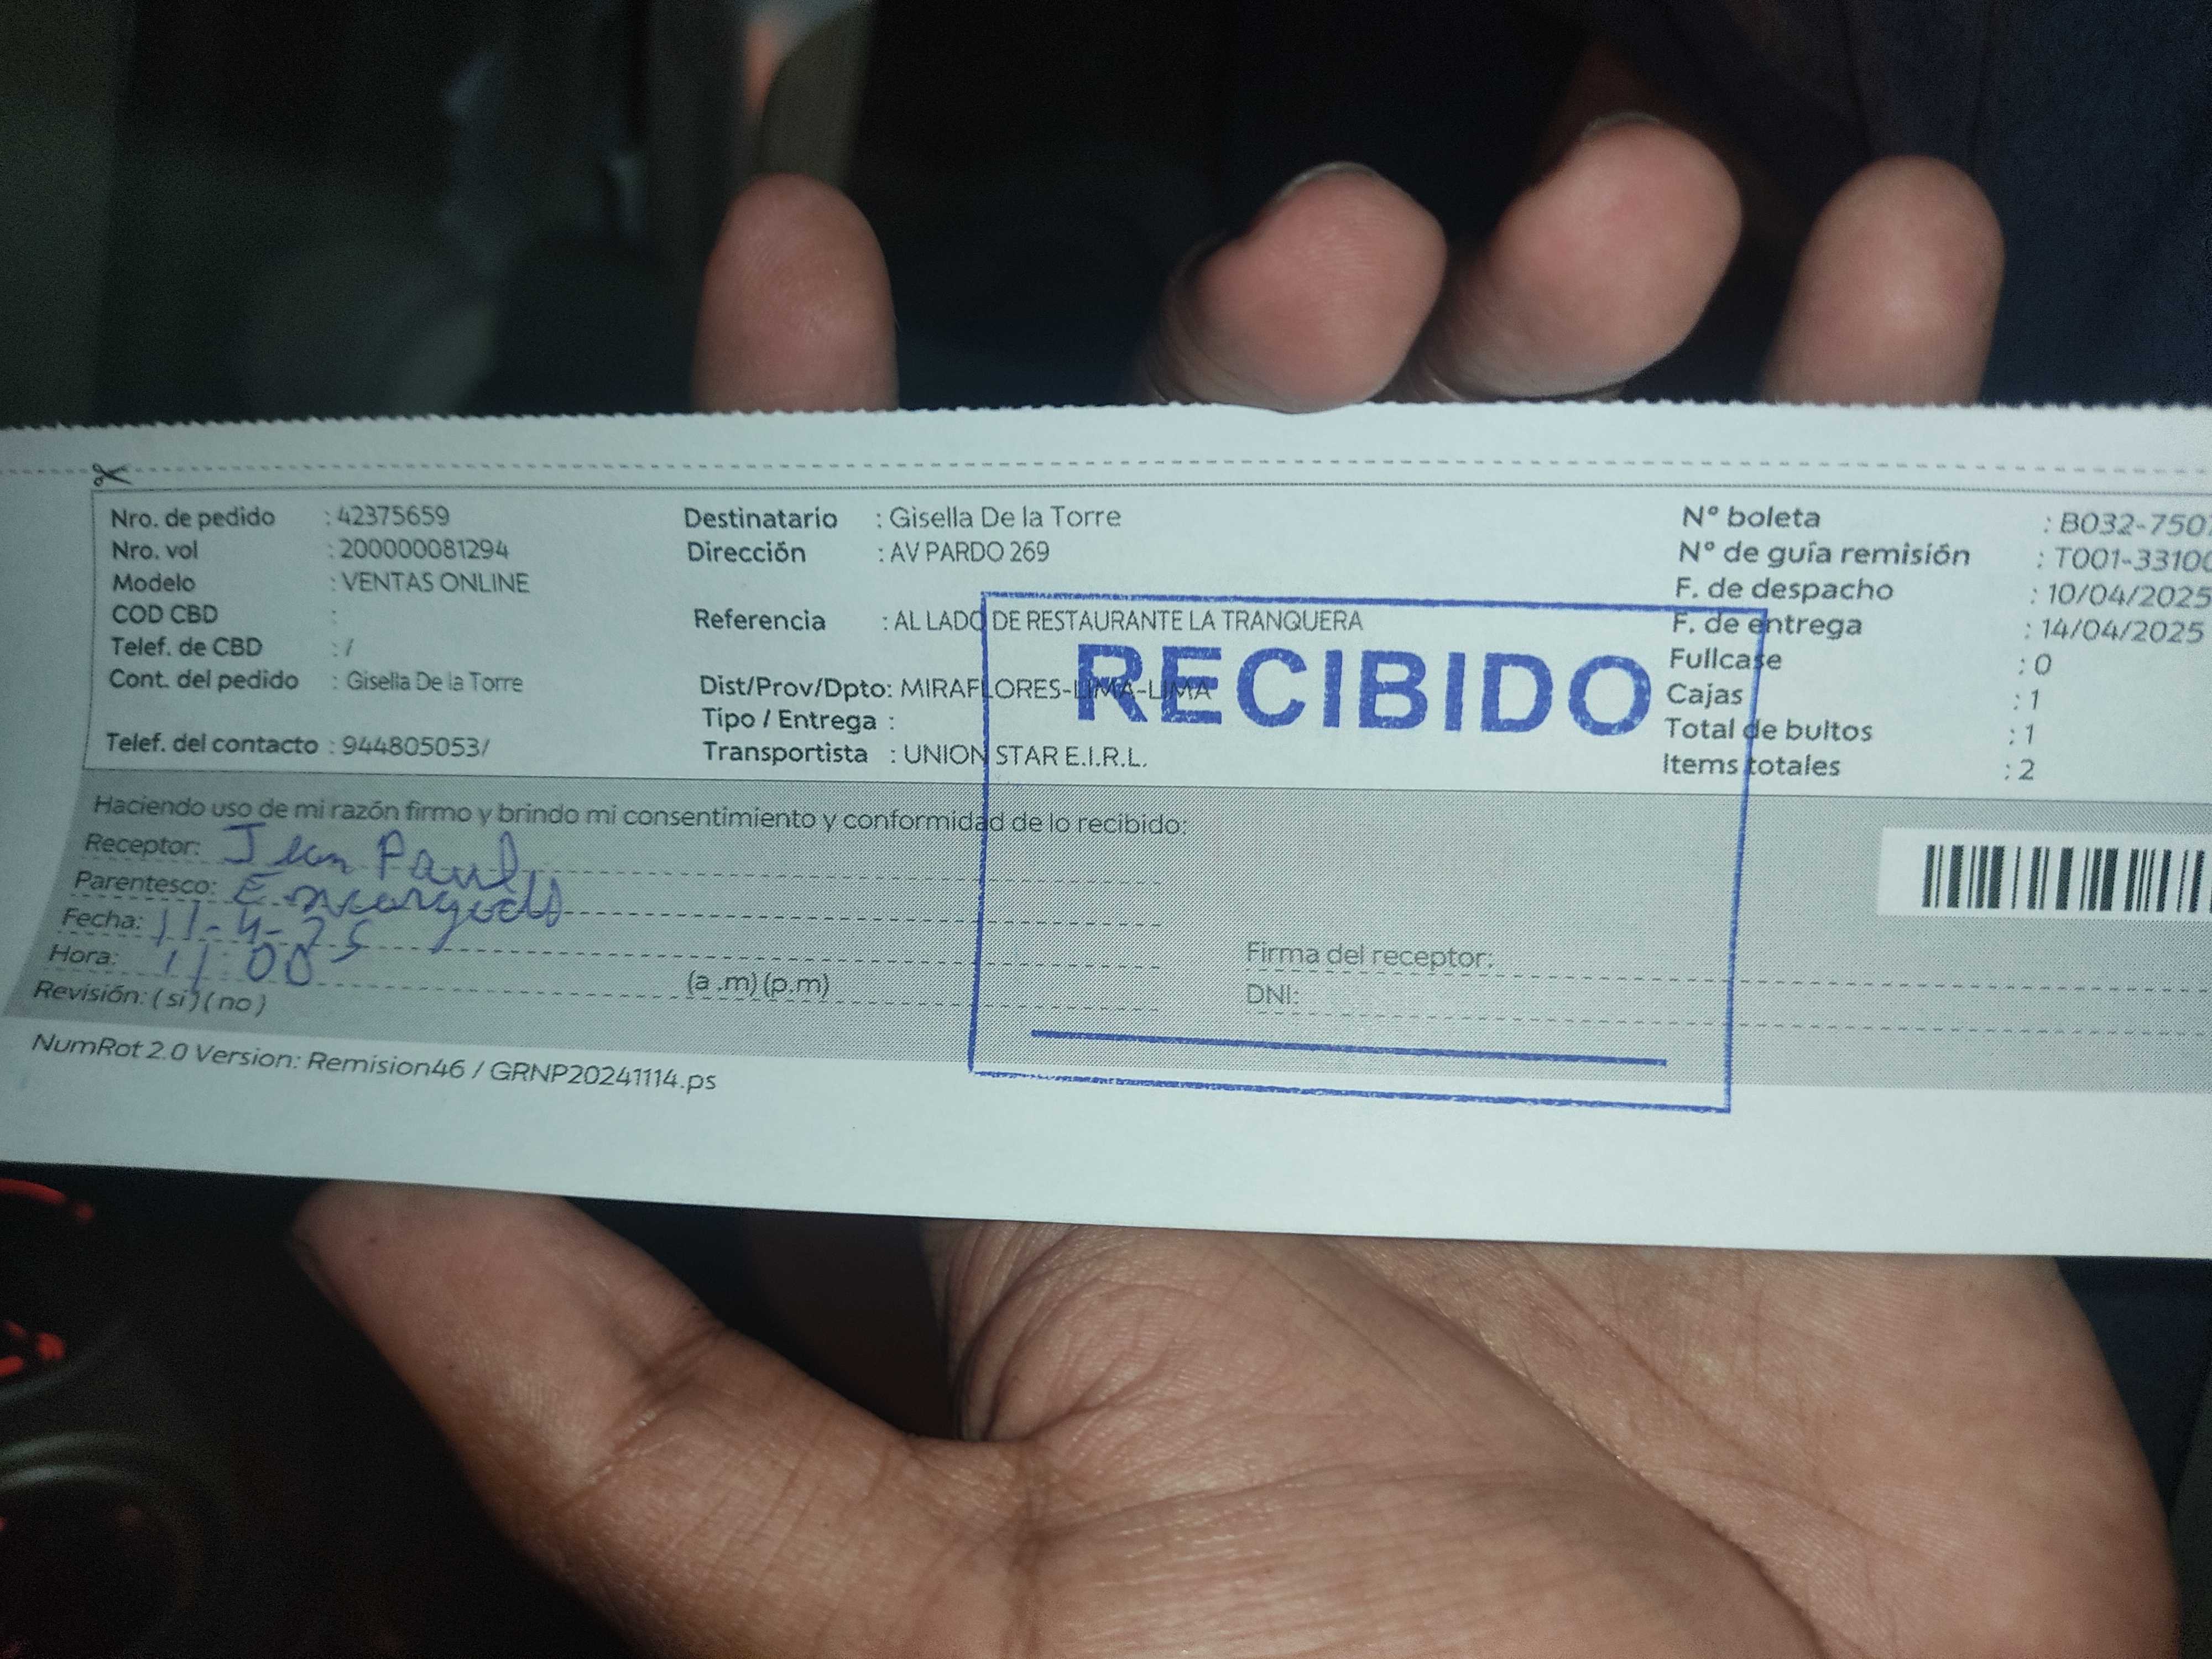 Nro. de pedido : 42375659
Nro. vol : 200000081294
Modelo : VENTAS ONLINE
COD CBD :
Telef. de CBD : /
Cont. del pedido : Gisella De la Torre
Telef. del contacto : 944805053/
Destinatario : Gisella De la Torre
Dirección : AV PARDO 269
Referencia : AL LADO DE RESTAURANTE LA TRANQUERA
Dist/Prov/Dpto: MIRAFLORES-LIMA-LIMA
Tipo / Entrega :
Transportista : UNION STAR E.I.R.L.
N° boleta : B032-750
N° de guía remisión : T001-3310
F. de despacho : 10/04/2025
F. de entrega : 14/04/2025
Fullcase : 0
Cajas : 1
Total de bultos : 1
Items totales : 2
RECIBIDO
Haciendo uso de mi razón firmo y brindo mi consentimiento y conformidad de lo recibido:
Receptor: Jean Paul
Parentesco: Encargado
Fecha: 11-4-25
Hora: 11:00 (a .m) (p.m)
Revisión: ( si ) ( no )
Firma del receptor:
DNI:
NumRot 2.0 Version: Remision46 / GRNP20241114.ps